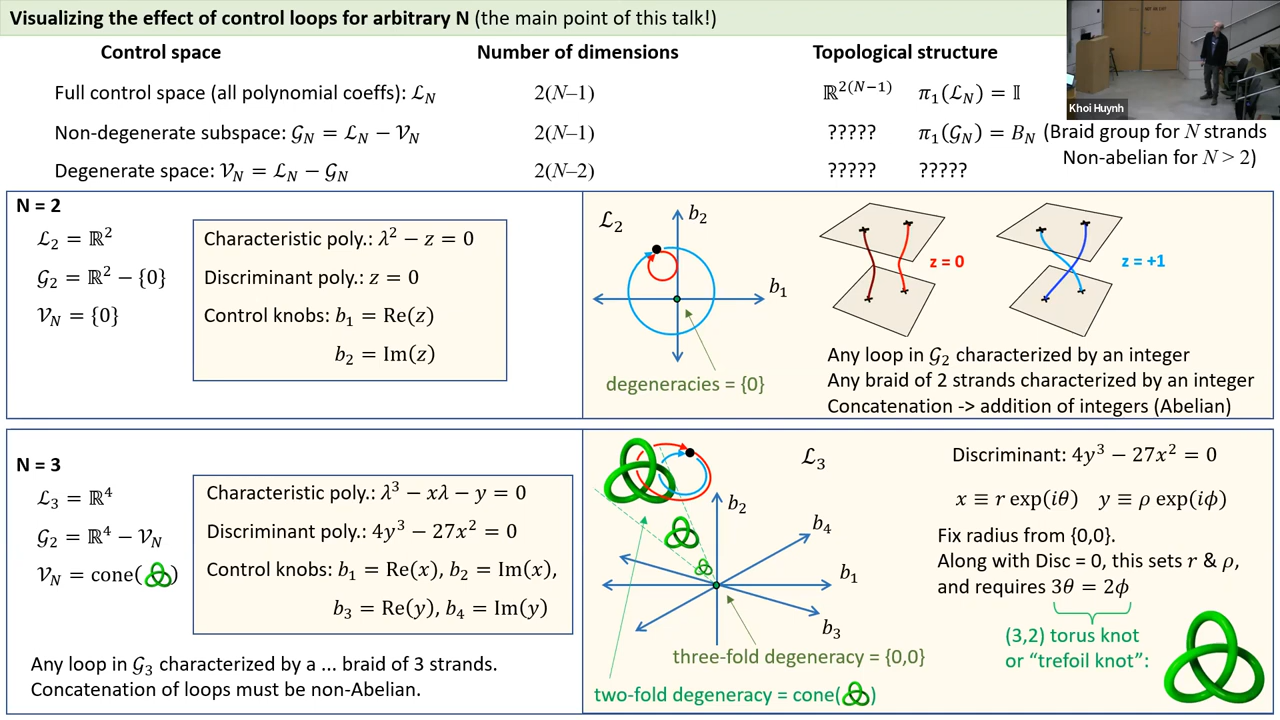 Visualizing the effect of control loops for arbitrary N (the main point of this talk!)
Control space Number of dimensions Topological structure
Full control space (all polynomial coeffs): ℒ_N 2(N–1) ℝ^{2(N−1)} π₁(ℒ_N) = 𝕀
Non-degenerate subspace: 𝒢_N = ℒ_N − 𝒱_N 2(N–1) ????? π₁(𝒢_N) = B_N (Braid group for N strands
Non-abelian for N > 2)
Degenerate space: 𝒱_N = ℒ_N − 𝒢_N 2(N–2) ????? ?????
Khoi Huynh
N = 2
ℒ₂ = ℝ²
𝒢₂ = ℝ² − {0}
𝒱_N = {0}
Characteristic poly.: λ² − z = 0
Discriminant poly.: z = 0
Control knobs: b₁ = Re(z)
b₂ = Im(z)
ℒ₂
b₂
b₁
degeneracies = {0}
z = 0
z = +1
Any loop in 𝒢₂ characterized by an integer
Any braid of 2 strands characterized by an integer
Concatenation -> addition of integers (Abelian)
N = 3
ℒ₃ = ℝ⁴
𝒢₂ = ℝ⁴ − 𝒱_N
𝒱_N = cone( )
Characteristic poly.: λ³ − xλ − y = 0
Discriminant poly.: 4y³ − 27x² = 0
Control knobs: b₁ = Re(x), b₂ = Im(x),
b₃ = Re(y), b₄ = Im(y)
Any loop in 𝒢₃ characterized by a ... braid of 3 strands.
Concatenation of loops must be non-Abelian.
ℒ₃
b₂
b₄
b₁
b₃
three-fold degeneracy = {0,0}
two-fold degeneracy = cone( )
Discriminant: 4y³ − 27x² = 0
x ≡ r exp(iθ) y ≡ ρ exp(iϕ)
Fix radius from {0,0}.
Along with Disc = 0, this sets r & ρ,
and requires 3θ = 2ϕ
(3,2) torus knot
or “trefoil knot”: